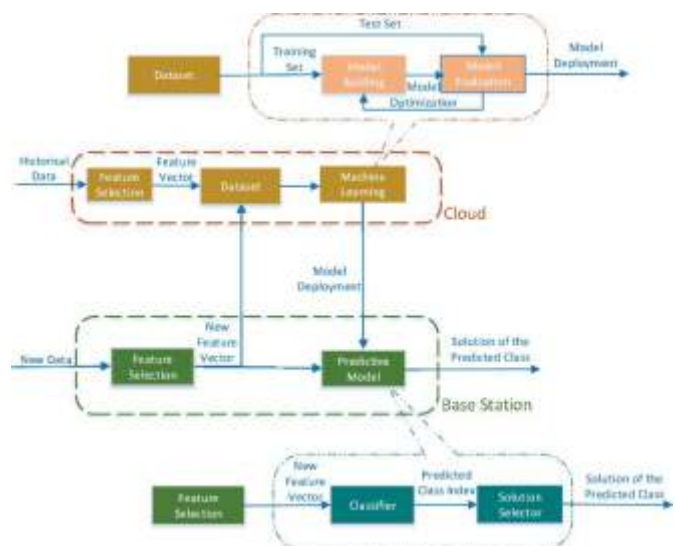 Test Set
Training
Set
Model
Deployment
Dataset
Model
Building
Model
Evaluation
Model
Optimization
Historical
Data
Feature
Selection
Feature
Vector
Dataset
Machine
Learning
Cloud
Model
Deployment
New
Feature
Vector
Solution of the
Predicted Class
New Data
Feature
Selection
Predictive
Model
Base Station
New
Feature
Vector
Predicted
Class Index
Solution of the
Predicted Class
Feature
Selection
Classifier
Solution
Selector